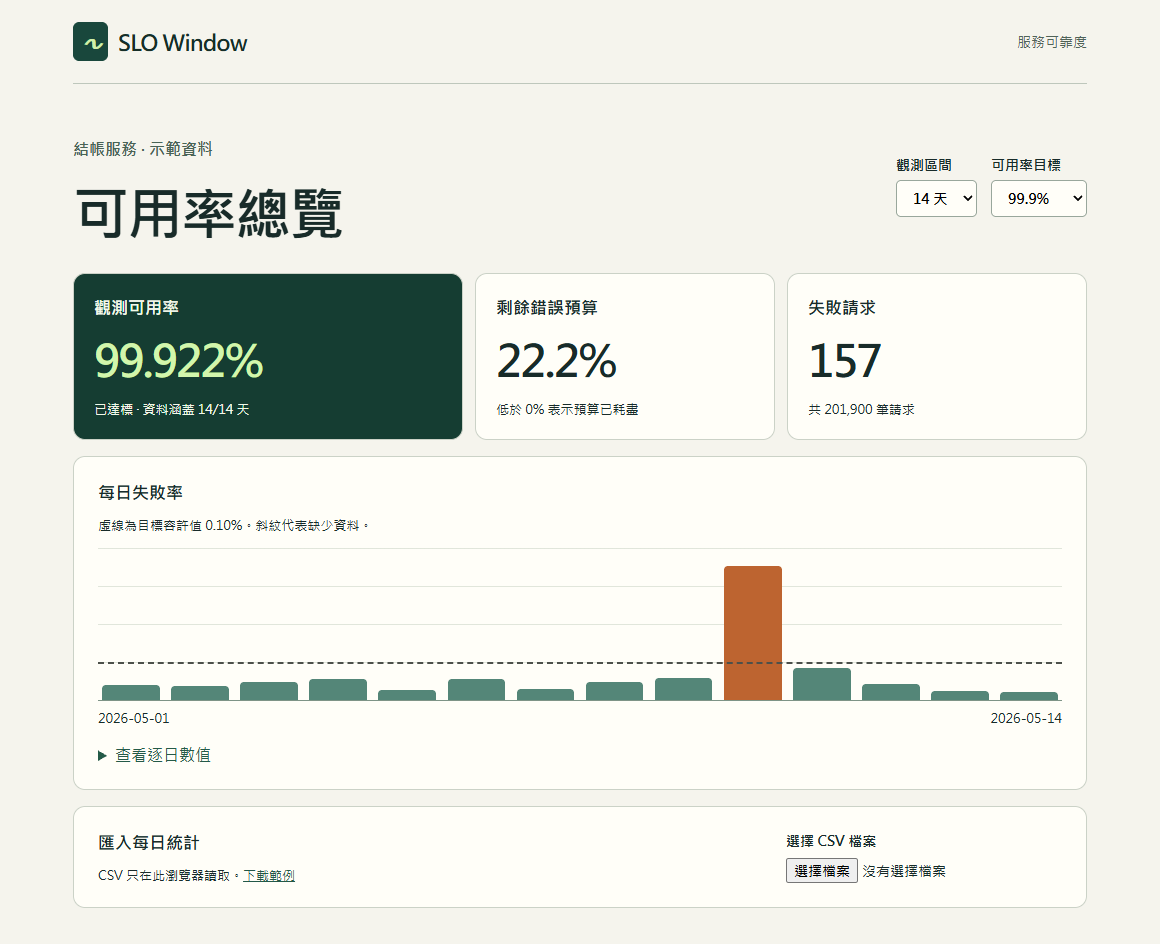 SLO Window
服務可靠度
結帳服務 · 示範資料
可用率總覽
觀測區間
14 天
可用率目標
99.9%
觀測可用率
99.922%
已達標 · 資料涵蓋 14/14 天
剩餘錯誤預算
22.2%
低於 0% 表示預算已耗盡
失敗請求
157
共 201,900 筆請求
每日失敗率
虛線為目標容許值 0.10%。斜紋代表缺少資料。
2026-05-01
2026-05-14
查看逐日數值
匯入每日統計
CSV 只在此瀏覽器讀取。下載範例
選擇 CSV 檔案
選擇檔案 沒有選擇檔案